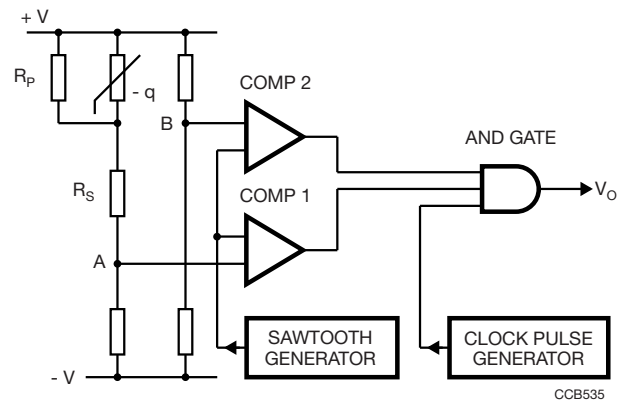 + V
R_P
- q
B
COMP 2
AND GATE
V_O
R_S
COMP 1
A
SAWTOOTH
GENERATOR
CLOCK PULSE
GENERATOR
- V
CCB535